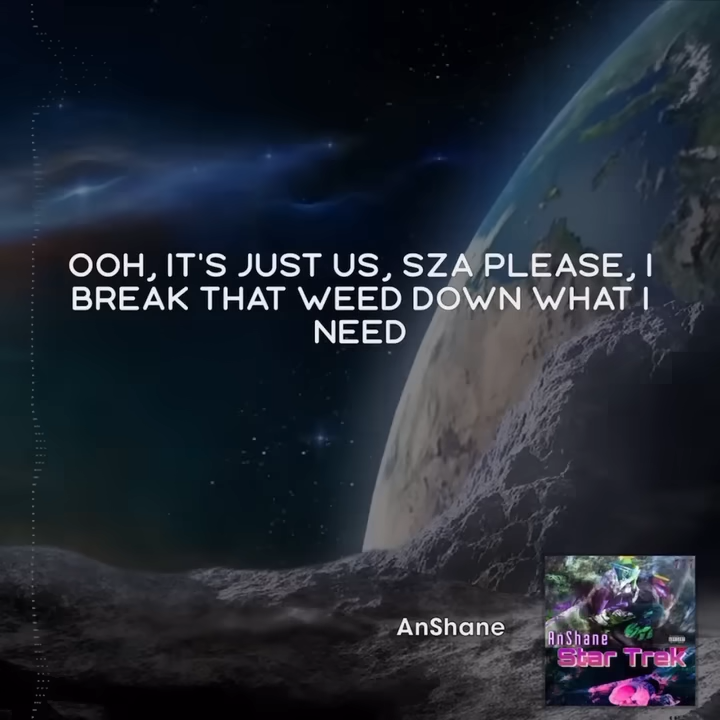 OOH, IT'S JUST US, SZA PLEASE, I
BREAK THAT WEED DOWN WHAT I
NEED
AnShane
AnShane
Star Trek